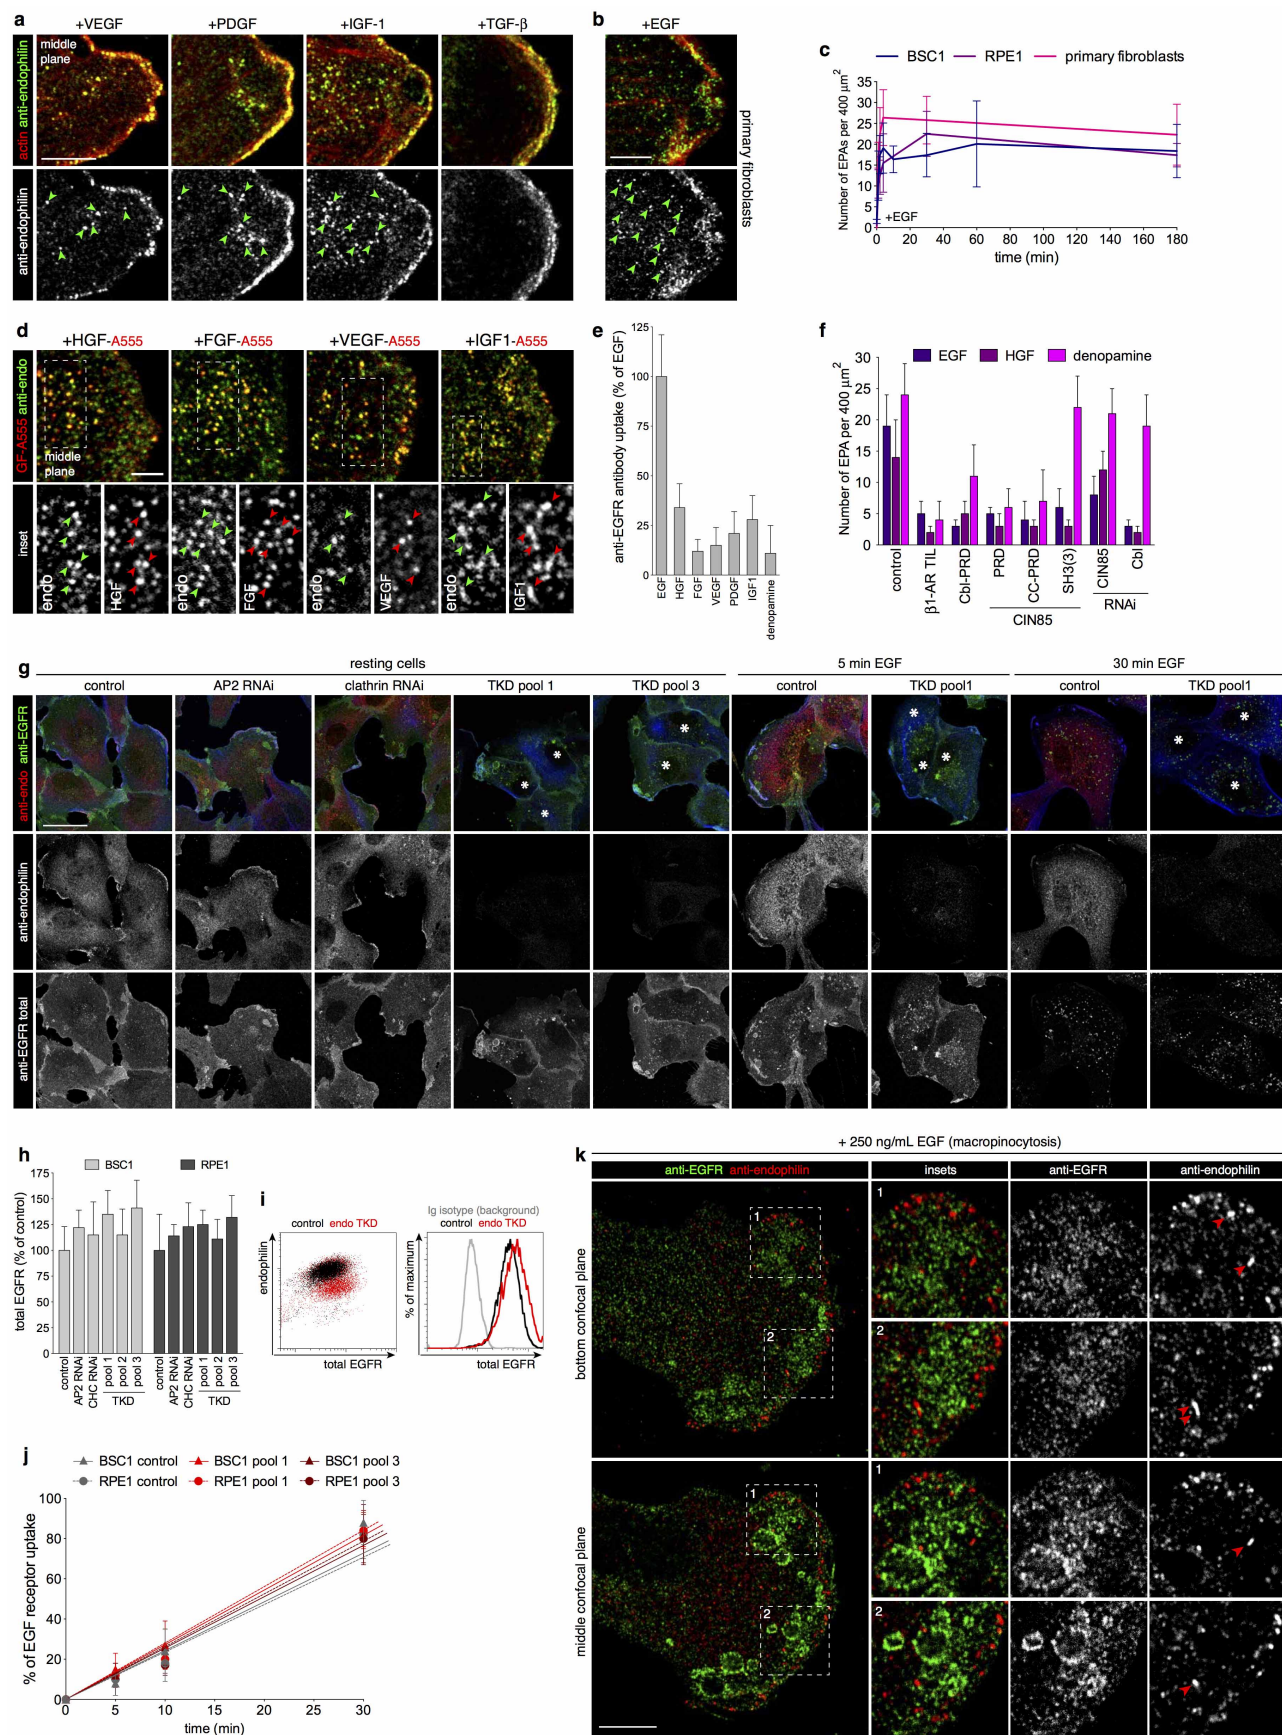 a
+VEGF +PDGF +IGF-1 +TGF-β
middle
plane
actin anti-endophilin
anti-endophilin
b
+EGF
primary fibroblasts
c
BSC1 RPE1 primary fibroblasts
Number of EPAs per 400 µm²
35
30
25
20
15
10
5
0
+EGF
0 20 40 60 80 100 120 140 160 180
time (min)
d
+HGF-A555 +FGF-A555 +VEGF-A555 +IGF1-A555
GF-A555 anti-endo
middle
plane
inset
endo HGF endo FGF endo VEGF endo IGF1
e
anti-EGFR antibody uptake (% of EGF)
125
100
75
50
25
0
EGF HGF FGF VEGF PDGF IGF1 denopamine
f
EGF HGF denopamine
Number of EPA per 400 µm²
30
25
20
15
10
5
0
control β1-AR TIL Cbl-PRD PRD CC-PRD SH3(3) CIN85 Cbl
CIN85 RNAi
g
resting cells 5 min EGF 30 min EGF
control AP2 RNAi clathrin RNAi TKD pool 1 TKD pool 3 control TKD pool1 control TKD pool1
anti-endo anti-EGFR
* * * * * * * * * * *
anti-endophilin
anti-EGFR total
h
BSC1 RPE1
total EGFR (% of control)
175
150
125
100
75
50
25
0
control AP2 RNAi CHC RNAi pool 1 pool 2 pool 3 control AP2 RNAi CHC RNAi pool 1 pool 2 pool 3
TKD TKD
i
control endo TKD
endophilin
total EGFR
Ig isotype (background)
control endo TKD
% of maximum
total EGFR
j
BSC1 control BSC1 pool 1 BSC1 pool 3
RPE1 control RPE1 pool 1 RPE1 pool 3
% of EGF receptor uptake
100
80
60
40
20
0
0 5 10 15 20 25 30
time (min)
k
+ 250 ng/mL EGF (macropinocytosis)
anti-EGFR anti-endophilin insets anti-EGFR anti-endophilin
bottom confocal plane
1
2
1
2
middle confocal plane
1
2
1
2